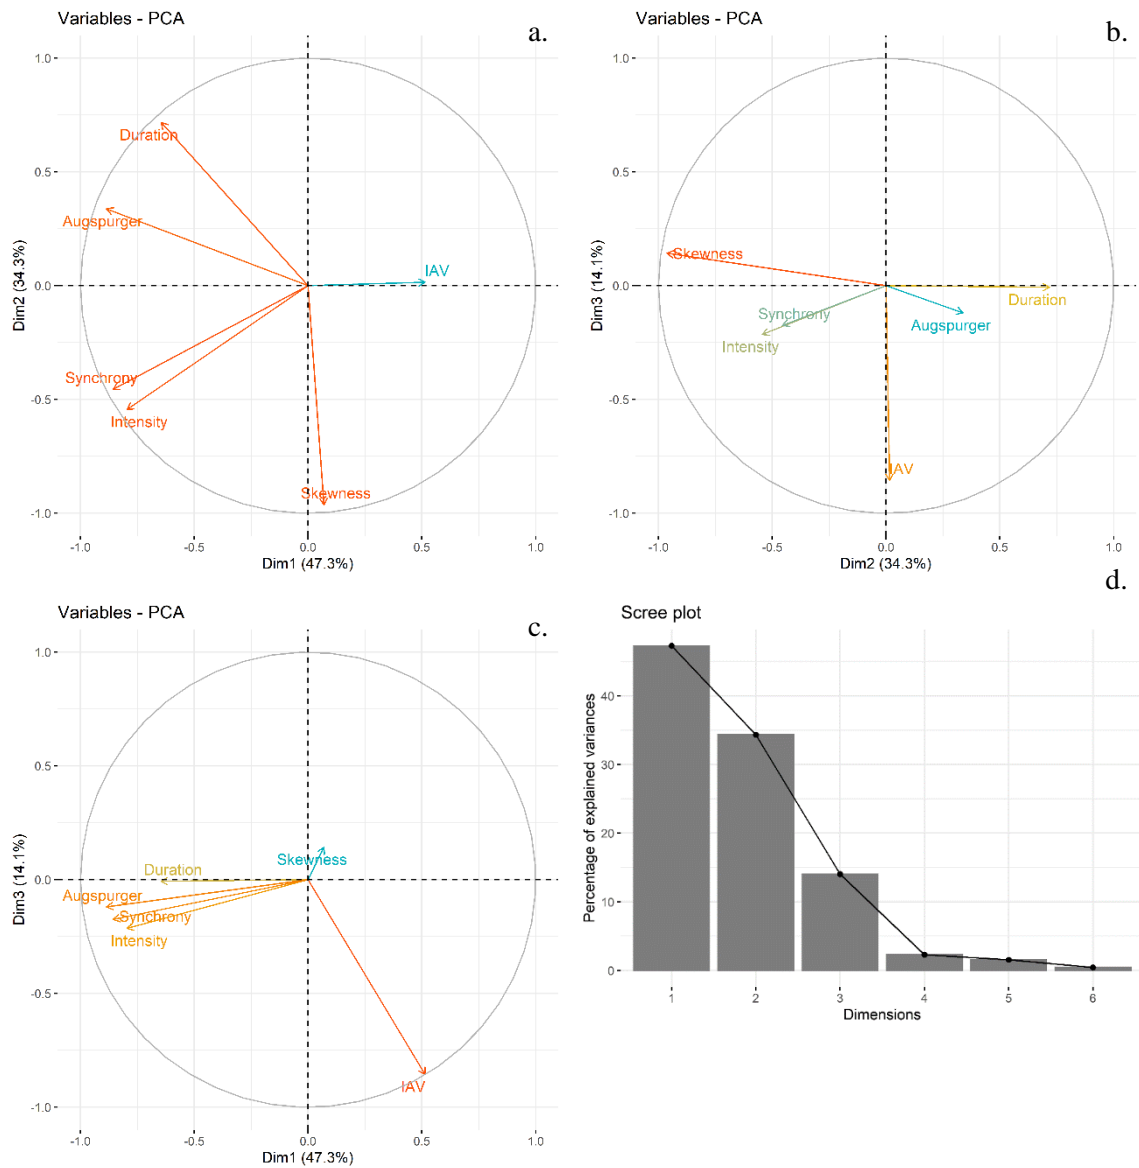 Variables - PCA
a.
1.0
Duration
0.5
Augspurger
IAV
0.0
Dim2 (34.3%)
Synchrony
-0.5
Intensity
Skewness
-1.0
-1.0 -0.5 0.0 0.5 1.0
Dim1 (47.3%)
Variables - PCA
b.
1.0
0.5
Skewness
0.0
Duration
Synchrony
Augspurger
Intensity
Dim3 (14.1%)
-0.5
IAV
-1.0
-1.0 -0.5 0.0 0.5 1.0
Dim2 (34.3%)
Variables - PCA
c.
1.0
0.5
Skewness
Duration
0.0
Augspurger
Synchrony
Intensity
Dim3 (14.1%)
-0.5
IAV
-1.0
-1.0 -0.5 0.0 0.5 1.0
Dim1 (47.3%)
d.
Scree plot
40
30
20
10
0
Percentage of explained variances
1 2 3 4 5 6
Dimensions